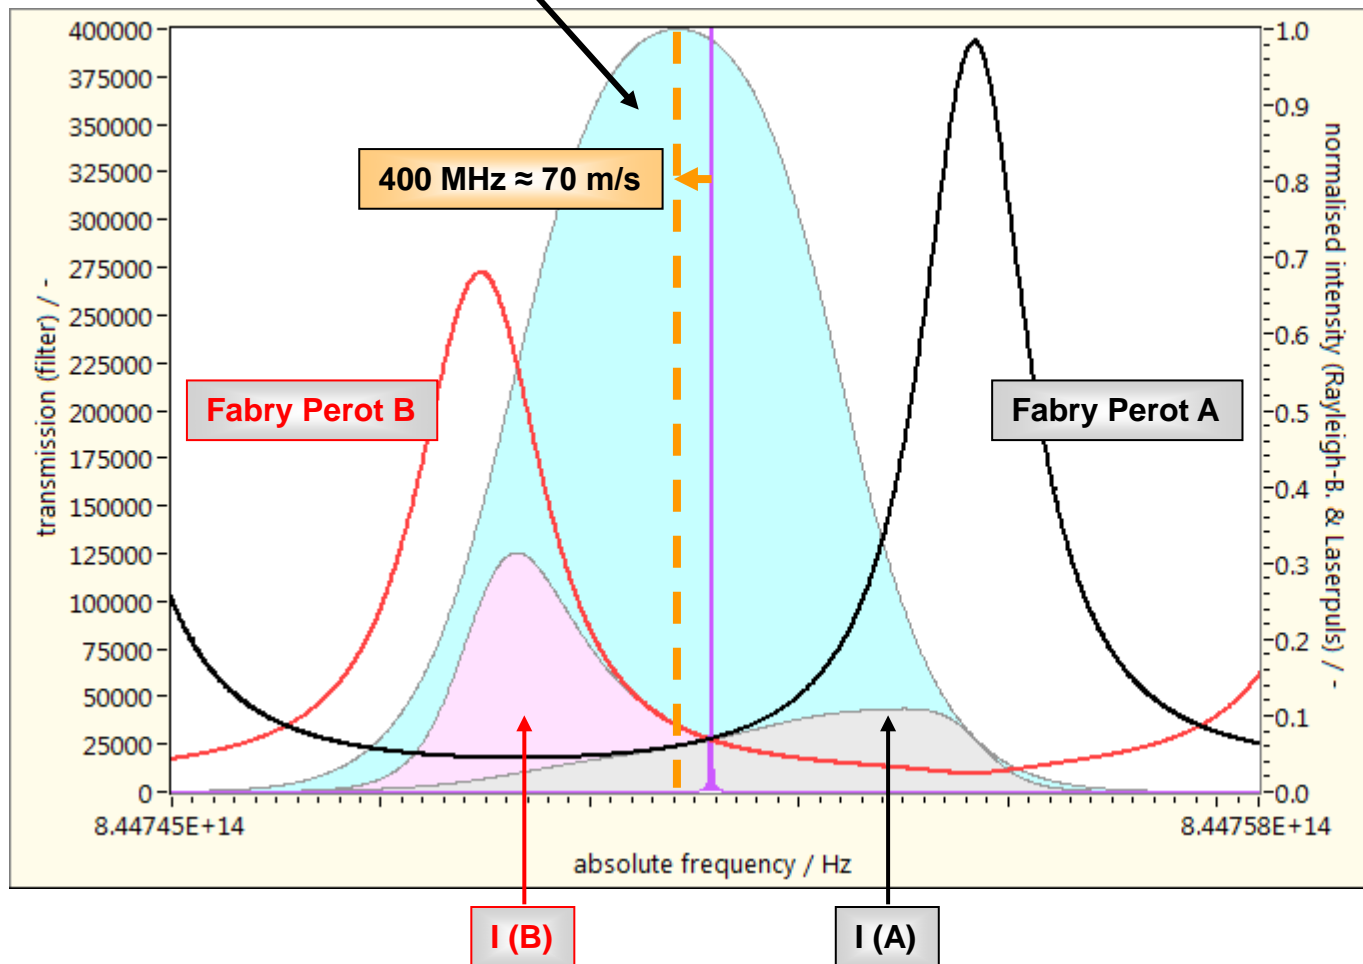 400000
375000
350000
325000
300000
275000
250000
225000
200000
175000
150000
125000
100000
75000
50000
25000
0
transmission (filter) / -
1.0
0.9
0.8
0.7
0.6
0.5
0.4
0.3
0.2
0.1
0.0
normalised intensity (Rayleigh-B. & Laserpuls) / -
400 MHz ≈ 70 m/s
Fabry Perot B
Fabry Perot A
8.44745E+14
8.44758E+14
absolute frequency / Hz
I (B)
I (A)